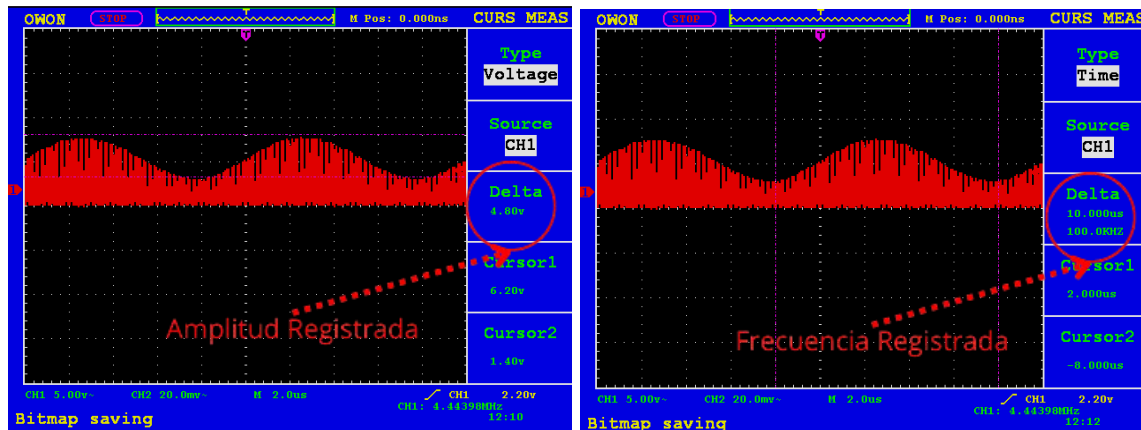 OWON STOP M Pos: 0.000ns CURS MEAS
T
Type
Voltage
Source
CH1
Delta
4.80v
Cursor1
6.20v
Amplitud Registrada
Cursor2
1.40v
CH1 5.00v~ CH2 20.0mv~ M 2.0us CH1 2.20v
CH1: 4.44398MHz
Bitmap saving 12:10
OWON STOP M Pos: 0.000ns CURS MEAS
T
Type
Time
Source
CH1
Delta
10.000us
100.0KHZ
Cursor1
2.000us
Frecuencia Registrada
Cursor2
-8.000us
CH1 5.00v~ CH2 20.0mv~ M 2.0us CH1 2.20v
CH1: 4.44398MHz
Bitmap saving 12:12